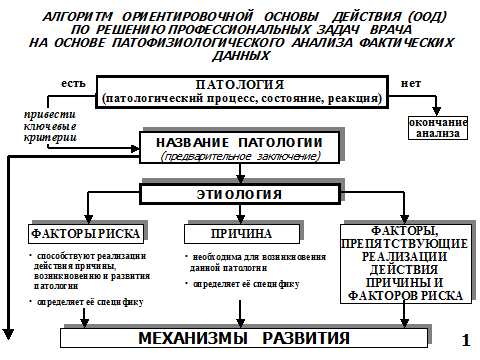 АЛГОРИТМ ОРИЕНТИРОВОЧНОЙ ОСНОВЫ ДЕЙСТВИЯ (ООД)
ПО РЕШЕНИЮ ПРОФЕССИОНАЛЬНЫХ ЗАДАЧ ВРАЧА
НА ОСНОВЕ ПАТОФИЗИОЛОГИЧЕСКОГО АНАЛИЗА ФАКТИЧЕСКИХ
ДАННЫХ
есть
ПАТОЛОГИЯ
(патологический процесс, состояние, реакция)
нет
привести
ключевые
критерии
окончание
анализа
НАЗВАНИЕ ПАТОЛОГИИ
(предварительное заключение)
ЭТИОЛОГИЯ
ФАКТОРЫ РИСКА
· способствуют реализации
действия причины,
возникновению и развития
патологии
· определяет её специфику
ПРИЧИНА
· необходима для возникновения
данной патологии
· определяет её специфику
ФАКТОРЫ,
ПРЕПЯТСТВУЮЩИЕ
РЕАЛИЗАЦИИ
ДЕЙСТВИЯ
ПРИЧИНЫ И
ФАКТОРОВ РИСКА
МЕХАНИЗМЫ РАЗВИТИЯ
1